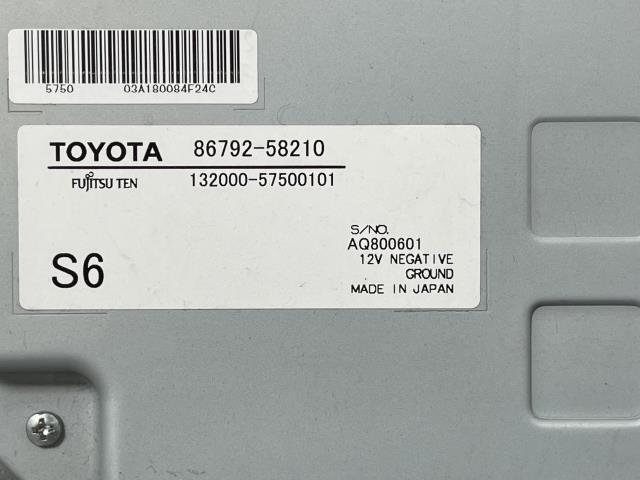 5750 03A180084F24C
TOYOTA 86792-58210
FUJITSU TEN 132000-57500101
S6
S/NO.
AQ800601
12V NEGATIVE
GROUND
MADE IN JAPAN